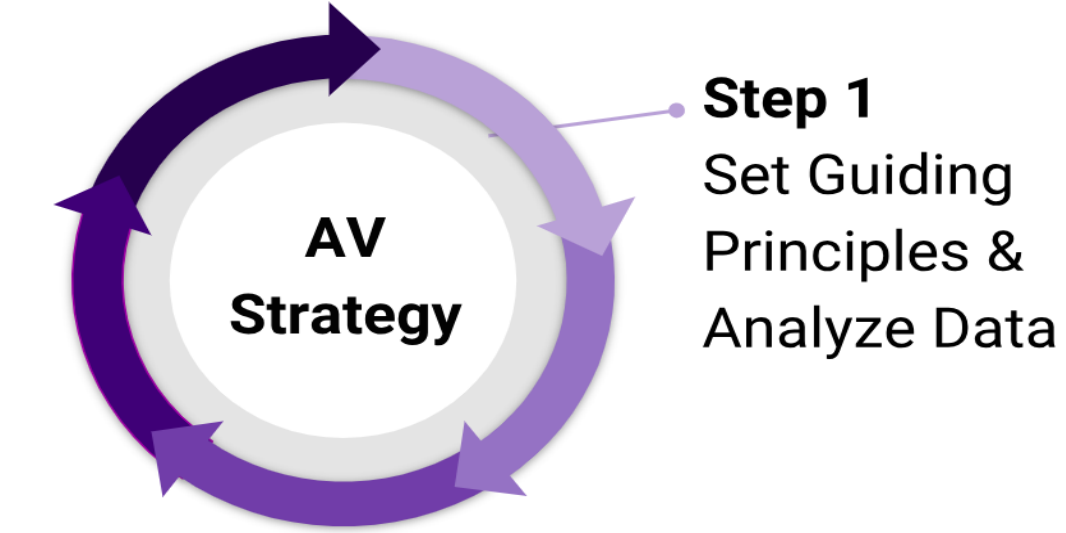 AV
Strategy
Step 1
Set Guiding
Principles &
Analyze Data